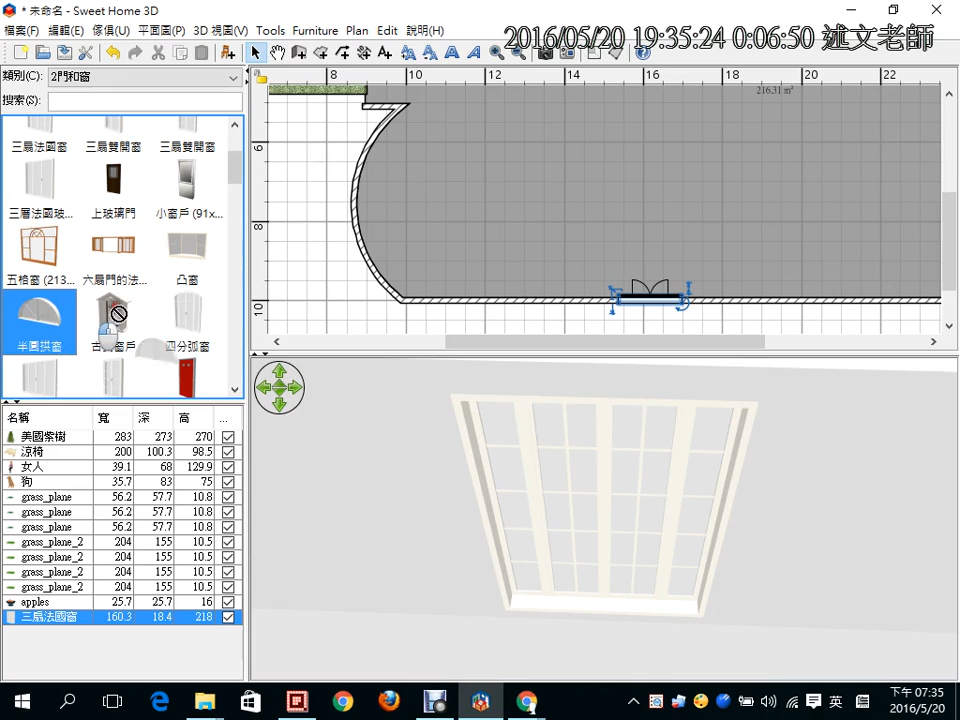 * 未命名 - Sweet Home 3D
檔案(F) 編輯(E) 傢俱(U) 平面圖(P) 3D 視圖(V) Tools Furniture Plan Edit 說明(H)
2016/05/20 19:35:24 0:06:50 述文老師
類別(C): 2門和窗
搜索(S):
8 10 12 14 16 18 20 22
216.31 m²
6
8
10
三扇法國窗 三扇雙開窗 三扇雙開窗
三層法國玻... 上玻璃門 小窗戶 (91x...
五格窗 (213... 六扇門的法... 凸窗
半圓拱窗 四分弧窗
名稱 寬 深 高 ...
美國紫樹 283 273 270
涼椅 200 100.3 98.5
女人 39.1 68 129.9
狗 35.7 83 75
grass_plane 56.2 57.7 10.8
grass_plane 56.2 57.7 10.8
grass_plane 56.2 57.7 10.8
grass_plane_2 204 155 10.5
grass_plane_2 204 155 10.5
grass_plane_2 204 155 10.5
grass_plane_2 204 155 10.5
apples 25.7 25.7 16
三扇法國窗 160.3 18.4 218
英
下午 07:35
2016/5/20